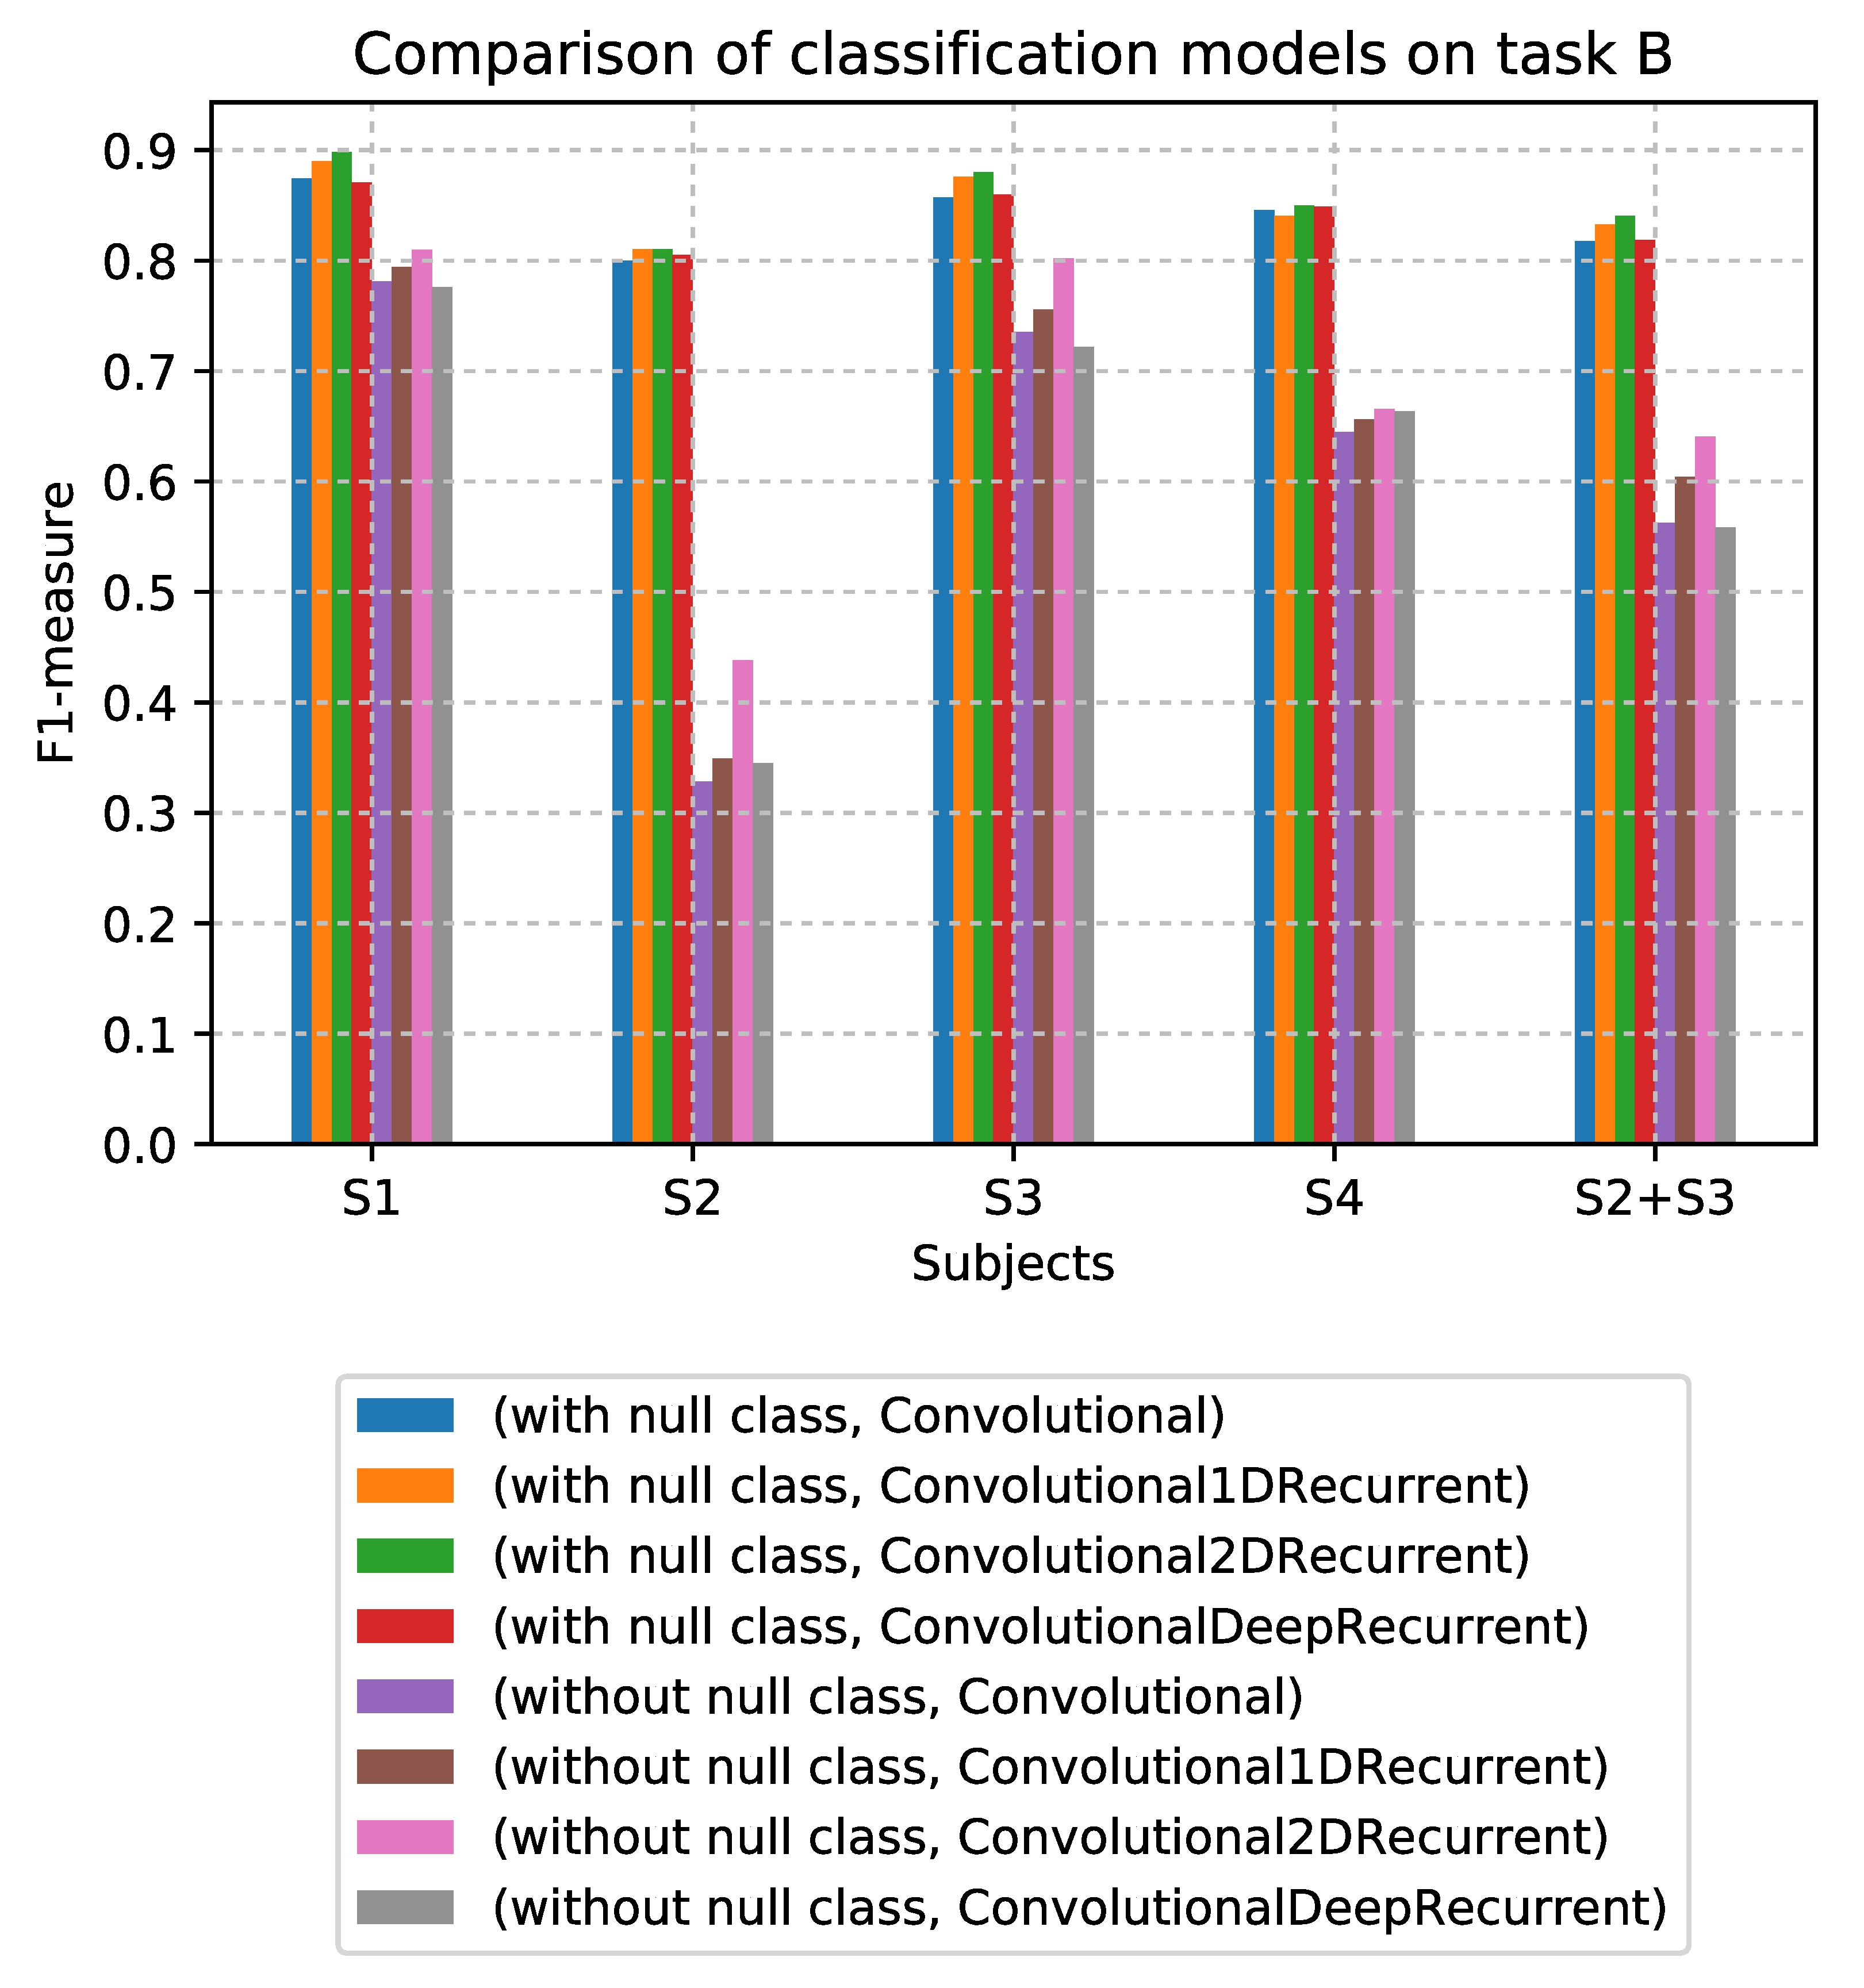 Comparison of classification models on task B
0.9
0.8
0.7
0.6
0.5
0.4
0.3
0.2
0.1
0.0
F1-measure
S1 S2 S3 S4 S2+S3
Subjects
(with null class, Convolutional)
(with null class, Convolutional1DRecurrent)
(with null class, Convolutional2DRecurrent)
(with null class, ConvolutionalDeepRecurrent)
(without null class, Convolutional)
(without null class, Convolutional1DRecurrent)
(without null class, Convolutional2DRecurrent)
(without null class, ConvolutionalDeepRecurrent)